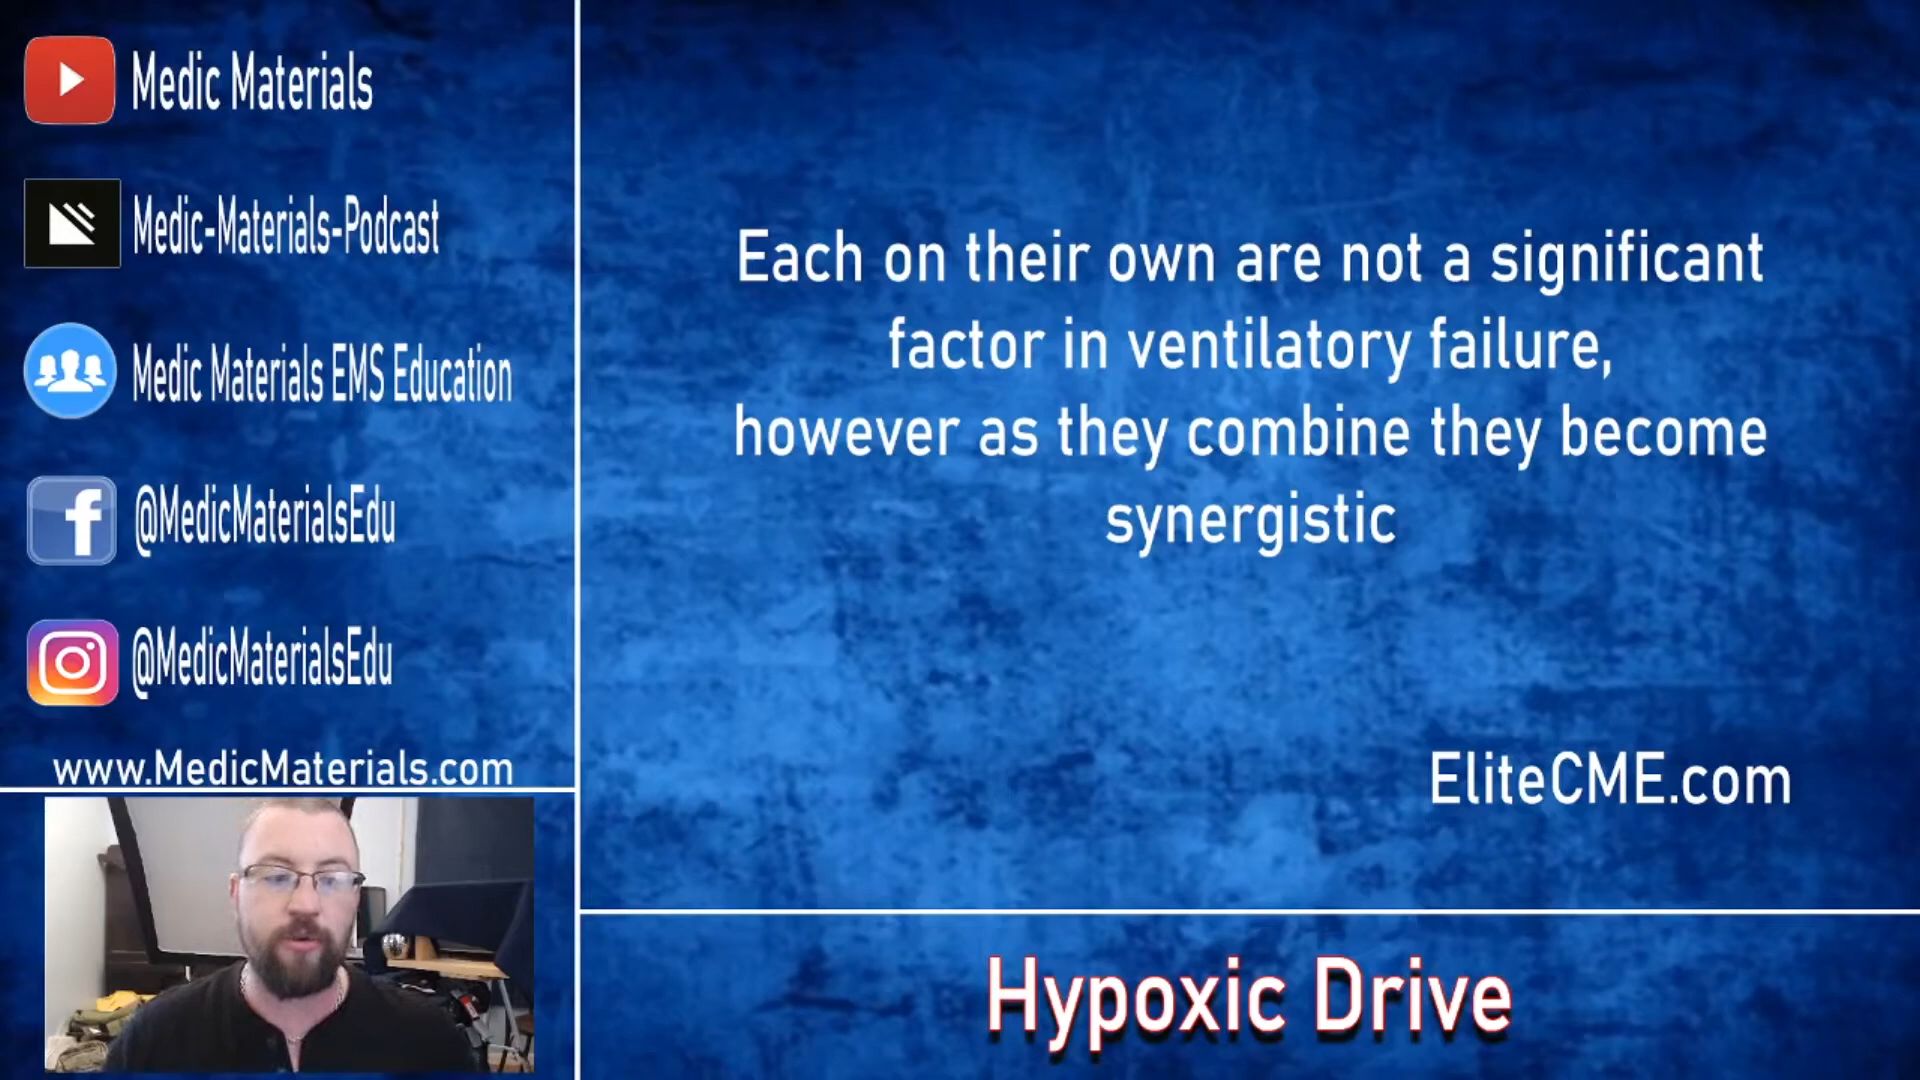 Medic Materials
Medic-Materials-Podcast
Medic Materials EMS Education
@MedicMaterialsEdu
@MedicMaterialsEdu
www.MedicMaterials.com
Each on their own are not a significant
factor in ventilatory failure,
however as they combine they become
synergistic
EliteCME.com
Hypoxic Drive